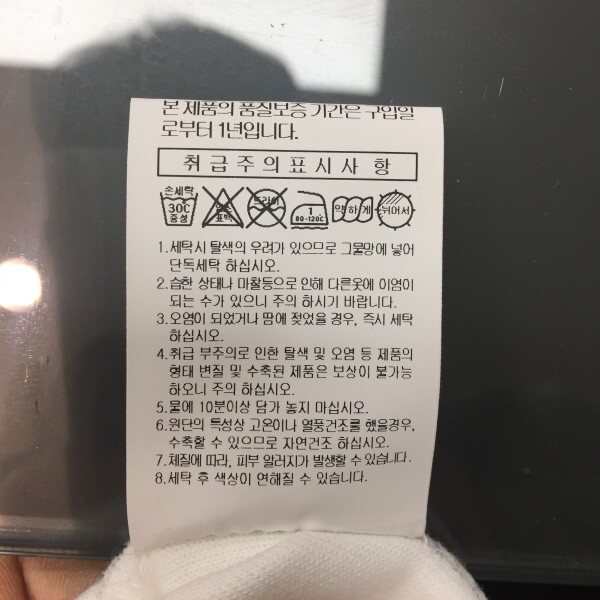 본 제품의 품질보증 기간은 구입일
로부터 1년입니다.
취급주의표시사항
손세탁
30℃
중성
염소
표백
드라이
1
80~120℃
약하게
뉘어서
1.세탁시 탈색의 우려가 있으므로 그물망에 넣어
단독세탁 하십시오.
2.습한 상태나 마찰등으로 인해 다른옷에 이염이
되는 수가 있으니 주의 하시기 바랍니다.
3.오염이 되었거나 땀에 젖었을 경우, 즉시 세탁
하십시오.
4.취급 부주의로 인한 탈색 및 오염 등 제품의
형태 변질 및 수축된 제품은 보상이 불가능
하오니 주의 하십시오.
5.물에 10분이상 담가 놓지 마십시오.
6.원단의 특성상 고온이나 열풍건조를 했을경우,
수축할 수 있으므로 자연건조 하십시오.
7.체질에 따라, 피부 알러지가 발생할 수 있습니다.
8.세탁 후 색상이 연해질 수 있습니다.